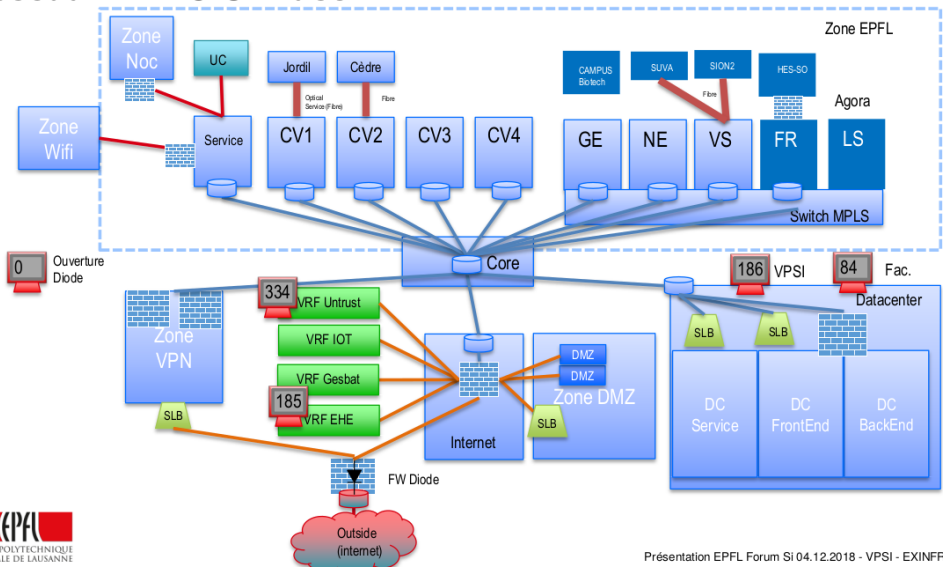 Zone EPFL
Zone
Noc
UC
Jordil
Cèdre
Optical
Service (Fibre)
Fibre
CAMPUS
Biotech
SUVA
SION2
Fibre
HES-SO
Agora
Zone
Wifi
Service
CV1
CV2
CV3
CV4
GE
NE
VS
FR
LS
Switch MPLS
Core
0
Ouverture
Diode
334
VRF Untrust
VRF IOT
VRF Gesbat
185
VRF EHE
Zone
VPN
SLB
Internet
DMZ
DMZ
Zone DMZ
SLB
186
VPSI
84
Fac.
Datacenter
SLB
SLB
DC
Service
DC
FrontEnd
DC
BackEnd
FW Diode
Outside
(internet)
EPFL
POLYTECHNIQUE
LE DE LAUSANNE
Présentation EPFL Forum Si 04.12.2018 - VPSI - EXINFR